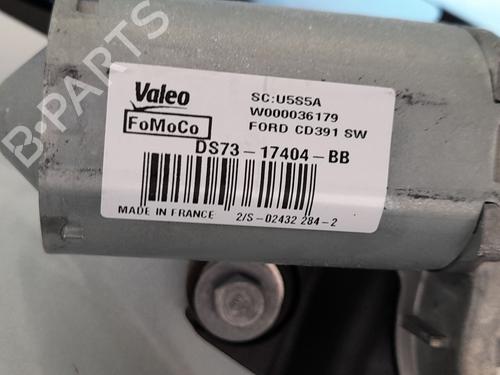 Valeo
FoMoCo
SC:U5S5A
W000036179
FORD CD391 SW
DS73-17404-BB
MADE IN FRANCE
2/S-02432 284-2
B-PARTS